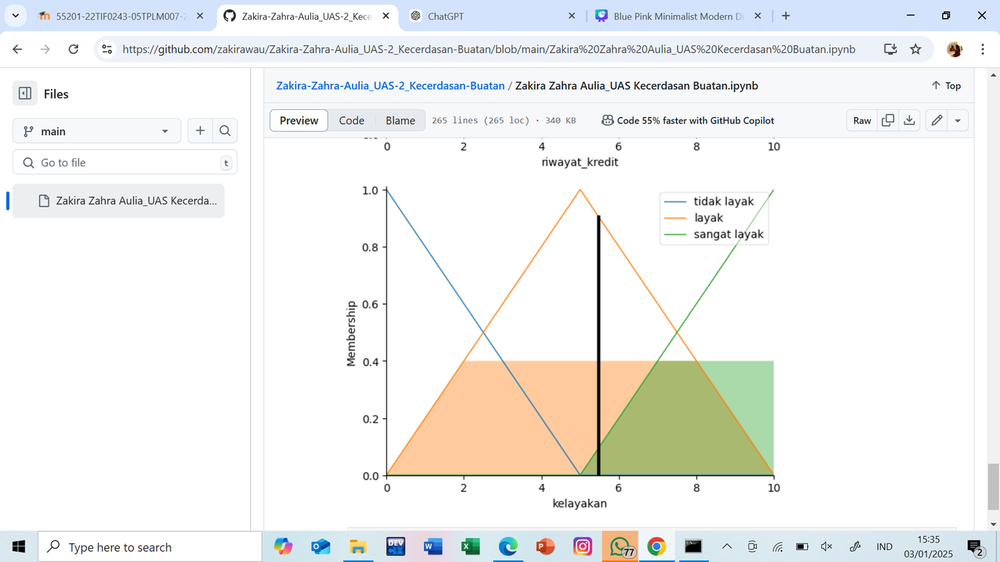 55201-22TIF0243-05TPLM007-2
Zakira-Zahra-Aulia_UAS-2_Kece
ChatGPT
Blue Pink Minimalist Modern Di
https://github.com/zakirawau/Zakira-Zahra-Aulia_UAS-2_Kecerdasan-Buatan/blob/main/Zakira%20Zahra%20Aulia_UAS%20Kecerdasan%20Buatan.ipynb
Files
main
Go to file
t
Zakira Zahra Aulia_UAS Kecerda...
Zakira-Zahra-Aulia_UAS-2_Kecerdasan-Buatan / Zakira Zahra Aulia_UAS Kecerdasan Buatan.ipynb
Top
Preview
Code
Blame
265 lines (265 loc) · 340 KB
Code 55% faster with GitHub Copilot
Raw
0 2 4 6 8 10
riwayat_kredit
1.0
0.8
0.6
0.4
0.2
0.0
Membership
tidak layak
layak
sangat layak
0 2 4 6 8 10
kelayakan
Type here to search
DEV
77
IND
15:35
03/01/2025
2